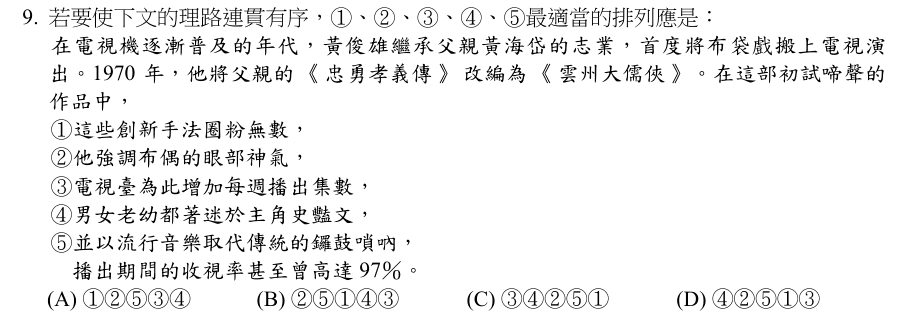 9. 若要使下文的理路連貫有序，①、②、③、④、⑤最適當的排列應是：
在電視機逐漸普及的年代，黃俊雄繼承父親黃海岱的志業，首度將布袋戲搬上電視演
出。1970 年，他將父親的《忠勇孝義傳》改編為《雲州大儒俠》。在這部初試啼聲的
作品中，
①這些創新手法圈粉無數，
②他強調布偶的眼部神氣，
③電視臺為此增加每週播出集數，
④男女老幼都著迷於主角史豔文，
⑤並以流行音樂取代傳統的鑼鼓嗩吶，
播出期間的收視率甚至曾高達 97％。
(A) ①②⑤③④ (B) ②⑤①④③ (C) ③④②⑤① (D) ④②⑤①③